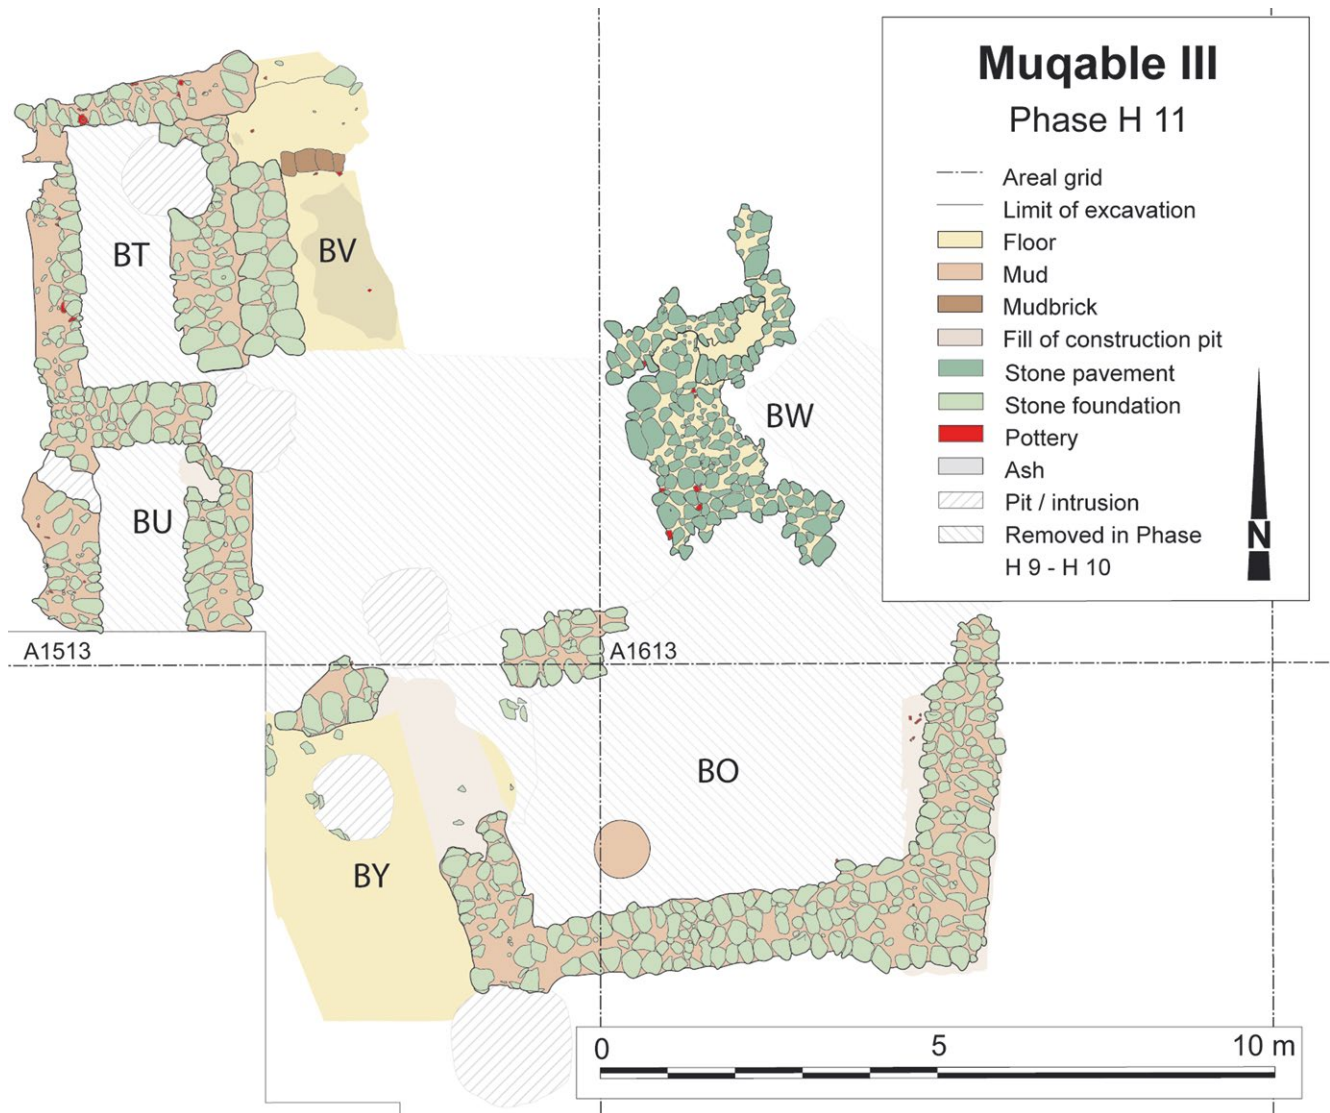 Muqable III
Phase H 11
Areal grid
Limit of excavation
Floor
Mud
Mudbrick
Fill of construction pit
Stone pavement
Stone foundation
Pottery
Ash
Pit / intrusion
Removed in Phase
H 9 - H 10
N
BT
BV
BW
BU
A1513
A1613
BO
BY
0 5 10 m